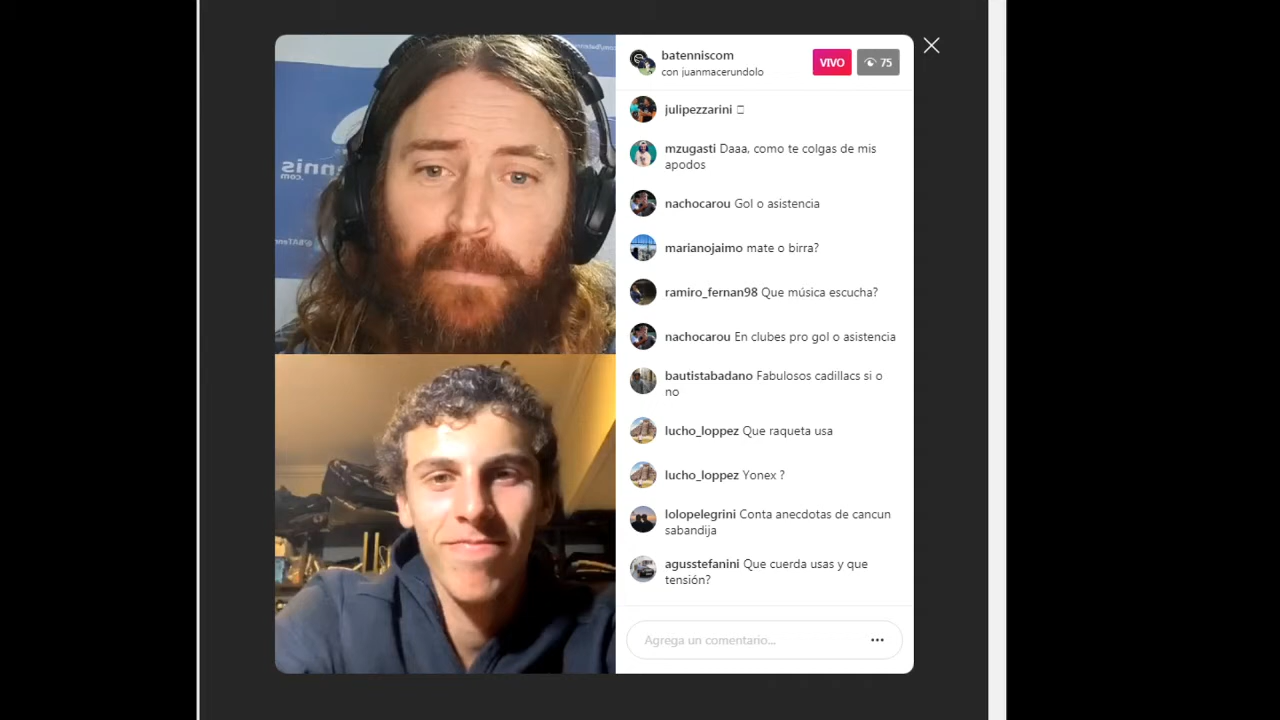 batenniscom
con juanmacerundolo
VIVO
75
julipezzarini
mzugasti Daaa, como te colgas de mis
apodos
nachocarou Gol o asistencia
marianojaimo mate o birra?
ramiro_fernan98 Que música escucha?
nachocarou En clubes pro gol o asistencia
bautistabadano Fabulosos cadillacs si o
no
lucho_loppez Que raqueta usa
lucho_loppez Yonex ?
lolopelegrini Conta anecdotas de cancun
sabandija
agusstefanini Que cuerda usas y que
tensión?
Agrega un comentario...